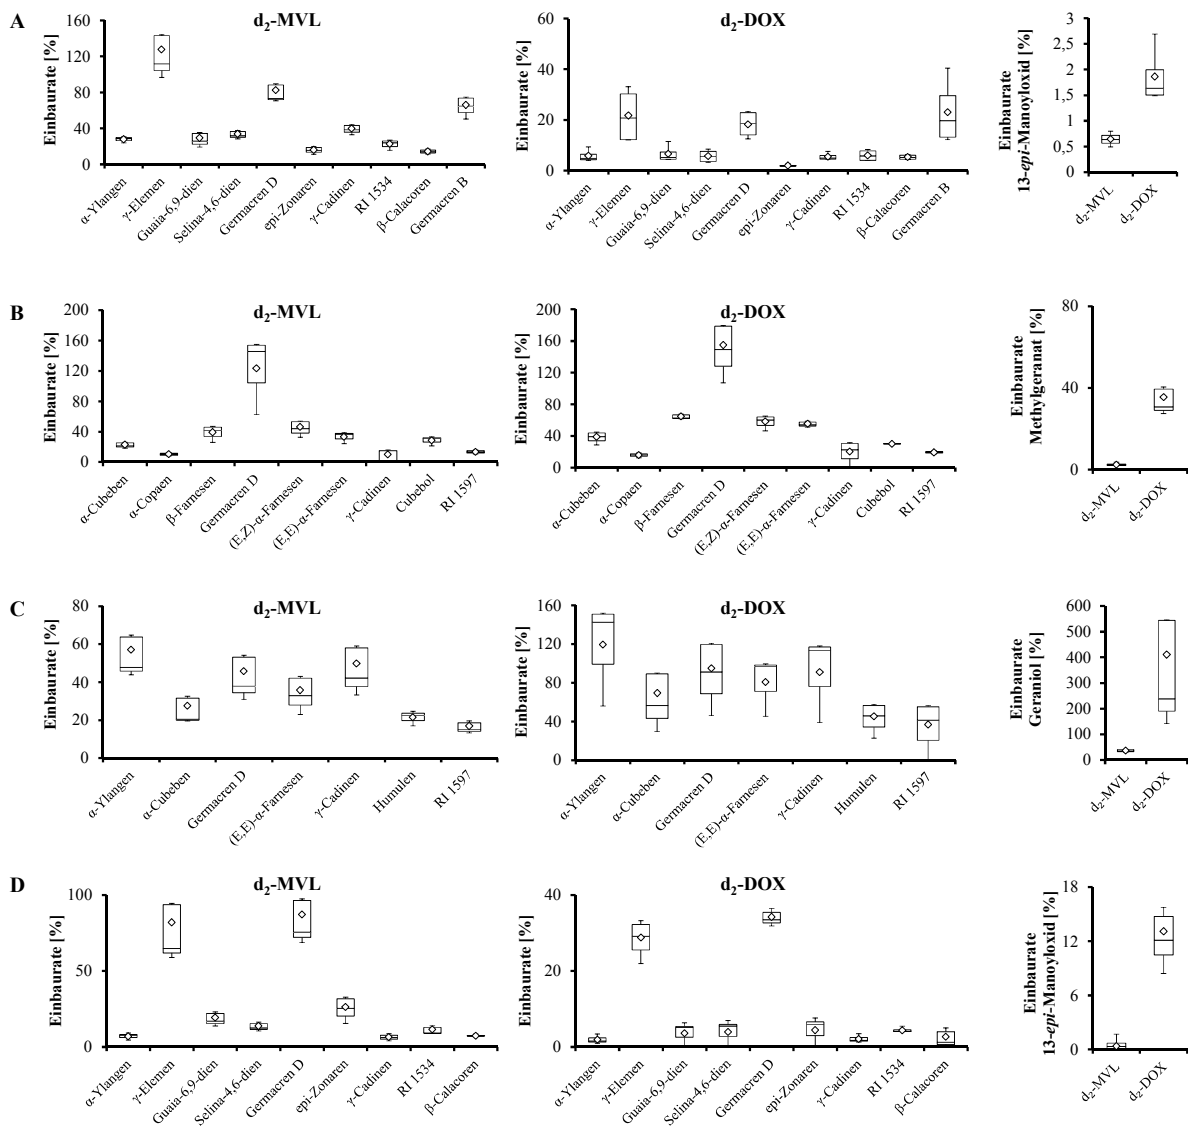 A
d₂-MVL
Einbaurate [%]
160
120
80
40
0
α-Ylangen
γ-Elemen
Guaia-6,9-dien
Selina-4,6-dien
Germacren D
epi-Zonaren
γ-Cadinen
RI 1534
β-Calacoren
Germacren B
d₂-DOX
Einbaurate [%]
60
40
20
0
α-Ylangen
γ-Elemen
Guaia-6,9-dien
Selina-4,6-dien
Germacren D
epi-Zonaren
γ-Cadinen
RI 1534
β-Calacoren
Germacren B
Einbaurate
13-epi-Manoyloxid [%]
3
2,5
2
1,5
1
0,5
0
d₂-MVL
d₂-DOX
B
d₂-MVL
Einbaurate [%]
200
160
120
80
40
0
α-Cubeben
α-Copaen
β-Farnesen
Germacren D
(E,Z)-α-Farnesen
(E,E)-α-Farnesen
γ-Cadinen
Cubebol
RI 1597
d₂-DOX
Einbaurate [%]
200
160
120
80
40
0
α-Cubeben
α-Copaen
β-Farnesen
Germacren D
(E,Z)-α-Farnesen
(E,E)-α-Farnesen
γ-Cadinen
Cubebol
RI 1597
Einbaurate
Methylgeranat [%]
80
40
0
d₂-MVL
d₂-DOX
C
d₂-MVL
Einbaurate [%]
80
60
40
20
0
α-Ylangen
α-Cubeben
Germacren D
(E,E)-α-Farnesen
γ-Cadinen
Humulen
RI 1597
d₂-DOX
Einbaurate [%]
160
120
80
40
0
α-Ylangen
α-Cubeben
Germacren D
(E,E)-α-Farnesen
γ-Cadinen
Humulen
RI 1597
Einbaurate
Geraniol [%]
600
500
400
300
200
100
0
d₂-MVL
d₂-DOX
D
d₂-MVL
Einbaurate [%]
100
50
0
α-Ylangen
γ-Elemen
Guaia-6,9-dien
Selina-4,6-dien
Germacren D
epi-Zonaren
γ-Cadinen
RI 1534
β-Calacoren
d₂-DOX
Einbaurate [%]
40
20
0
α-Ylangen
γ-Elemen
Guaia-6,9-dien
Selina-4,6-dien
Germacren D
epi-Zonaren
γ-Cadinen
RI 1534
β-Calacoren
Einbaurate
13-epi-Manoyloxid [%]
18
12
6
0
d₂-MVL
d₂-DOX